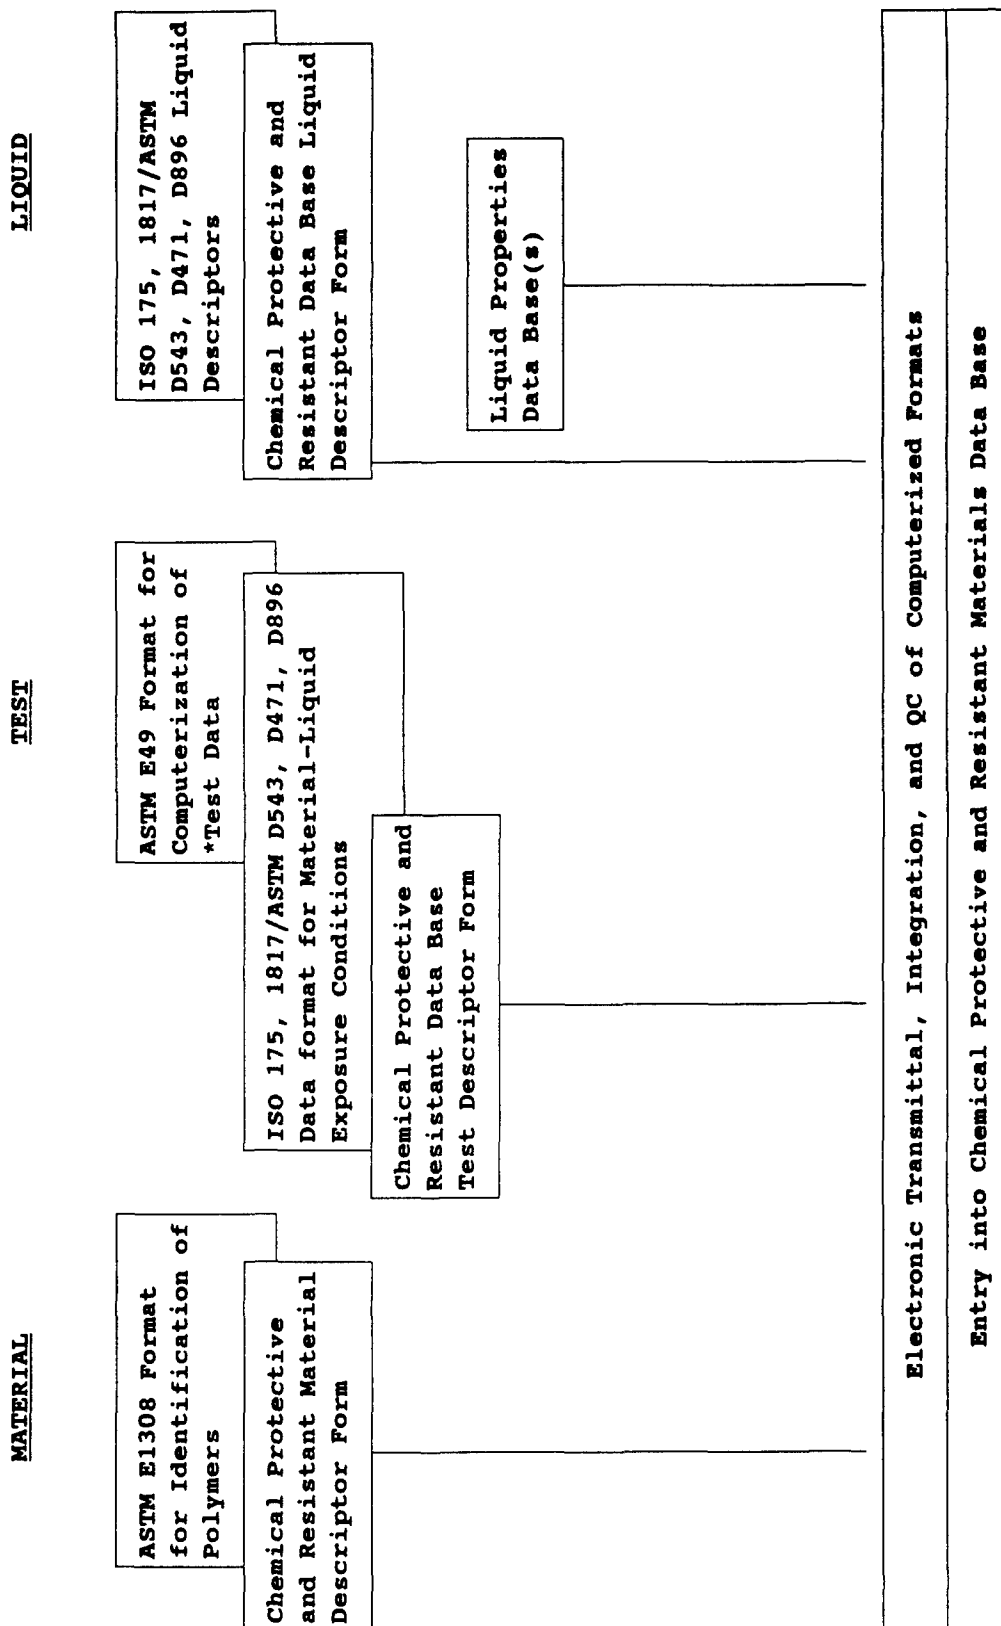 MATERIAL
TEST
LIQUID
ASTM E1308 Format
for Identification of
Polymers
Chemical Protective
and Resistant Material
Descriptor Form
ASTM E49 Format for
Computerization of
*Test Data
ISO 175, 1817/ASTM D543, D471, D896
Data format for Material-Liquid
Exposure Conditions
Chemical Protective and
Resistant Data Base
Test Descriptor Form
ISO 175, 1817/ASTM
D543, D471, D896 Liquid
Descriptors
Chemical Protective and
Resistant Data Base Liquid
Descriptor Form
Liquid Properties
Data Base(s)
Electronic Transmittal, Integration, and QC of Computerized Formats
Entry into Chemical Protective and Resistant Materials Data Base